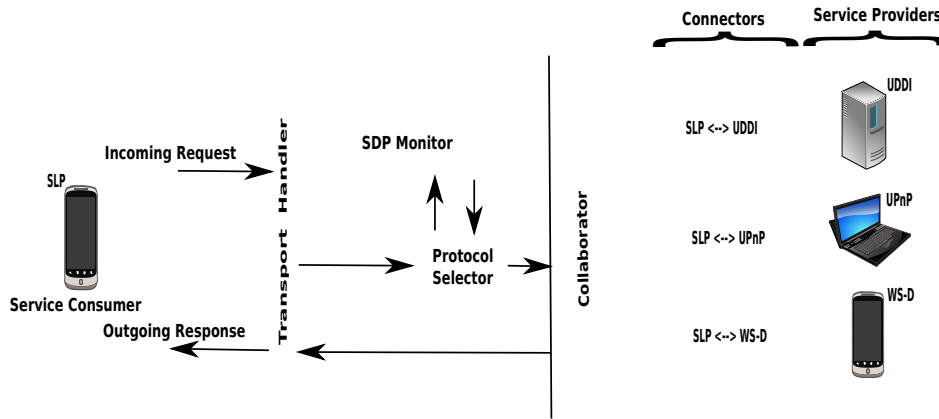 Connectors
Service Providers
UDDI
SLP <--> UDDI
SDP Monitor
Incoming Request
SLP
Transport Handler
Collaborator
UPnP
SLP <--> UPnP
Protocol
Selector
WS-D
Service Consumer
Outgoing Response
SLP <--> WS-D